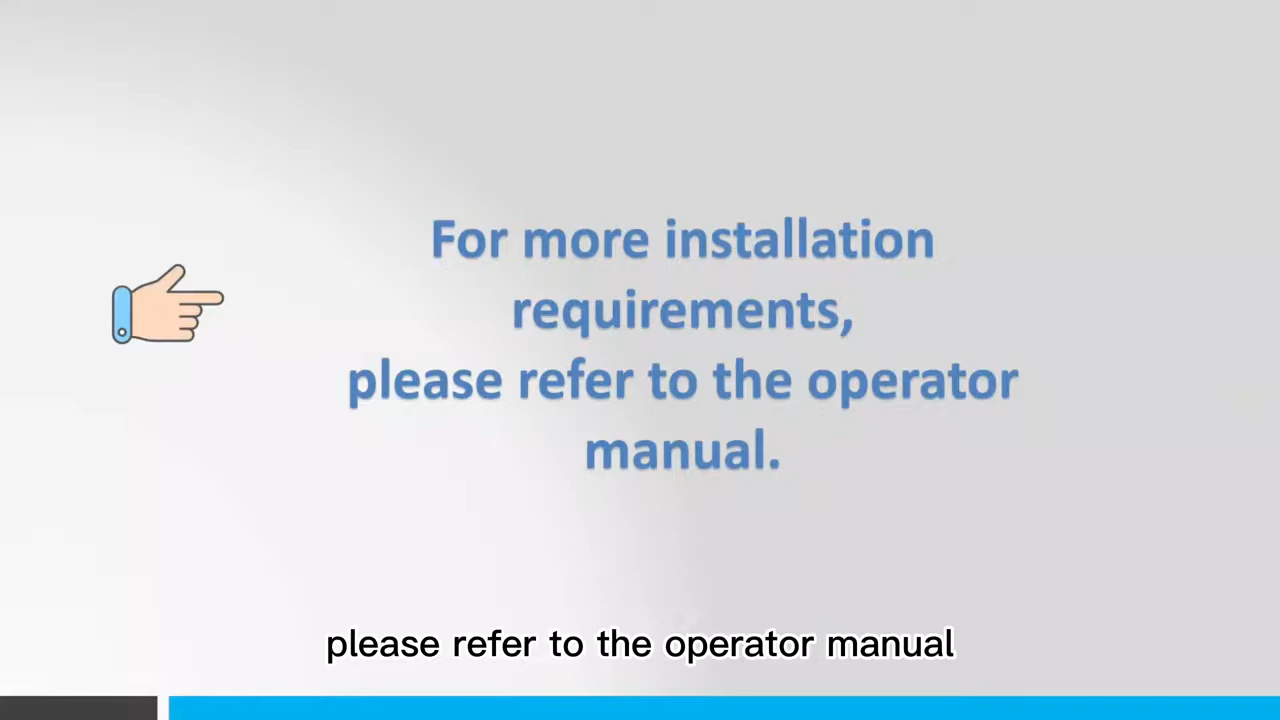 For more installation
requirements,
please refer to the operator
manual.
please refer to the operator manual